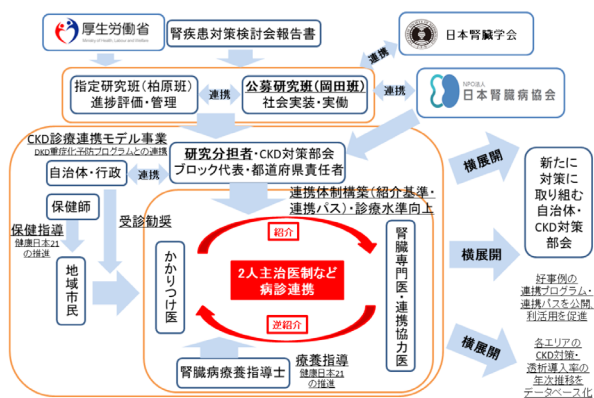 厚生労働省
Ministry of Health, Labour and Welfare
腎疾患対策検討会報告書
連携
日本腎臓学会
指定研究班(柏原班)
進捗評価・管理
連携
公募研究班(岡田班)
社会実装・実働
連携
NPO法人
日本腎臓病協会
CKD診療連携モデル事業
DKD重症化予防プログラムとの連携
自治体・行政
連携
研究分担者・CKD対策部会
ブロック代表・都道府県責任者
横展開
新たに
対策に
取り組む
自治体・
CKD対策
部会
保健師
保健指導
健康日本21
の推進
地域市民
受診勧奨
連携体制構築(紹介基準・
連携パス)・診療水準向上
紹介
かかりつけ医
2人主治医制など
病診連携
腎臓専門医・連携協力医
逆紹介
横展開
好事例の
連携プログラム・
連携パスを公開、
利活用を促進
腎臓病療養指導士
療養指導
健康日本21
の推進
横展開
各エリアの
CKD対策・
透析導入率の
年次推移を
データベース化